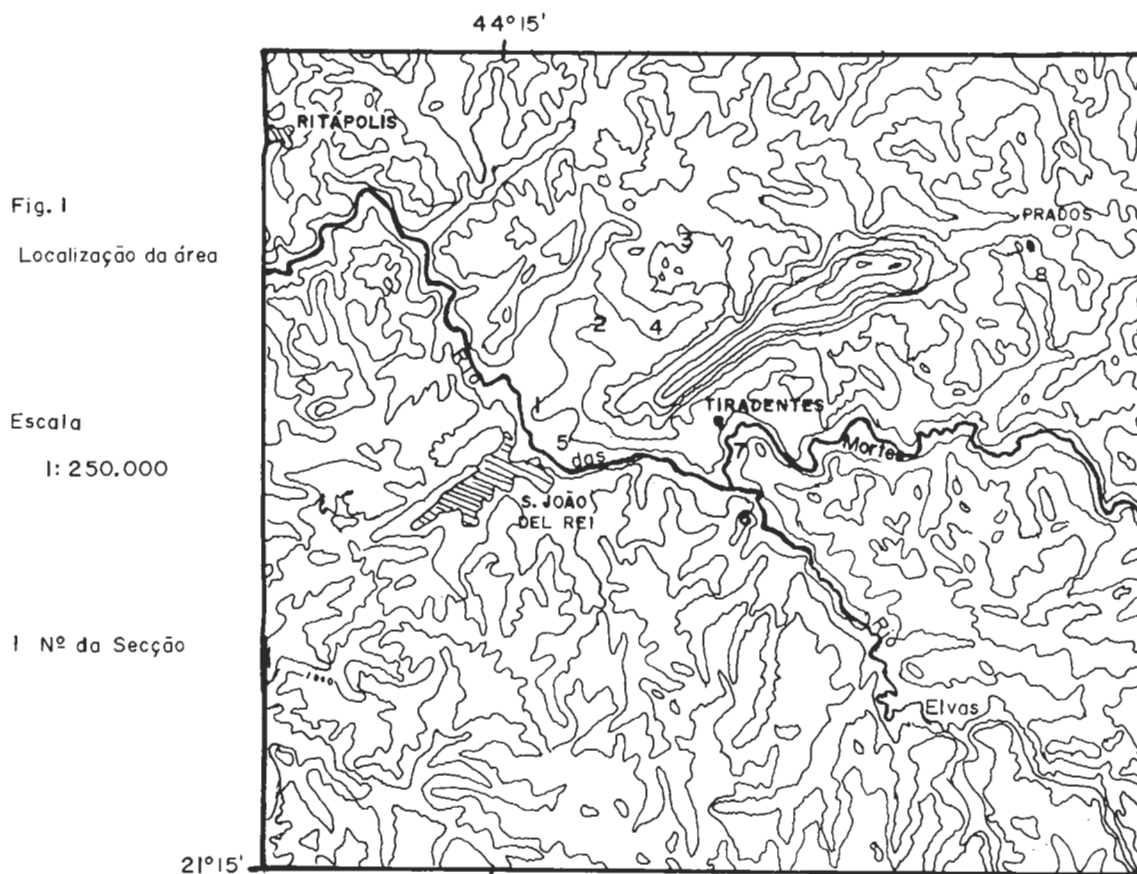 44°15'
RITÁPOLIS
Fig. 1
Localização da área
PRADOS
3
8
2
4
Rio
Escala
1: 250.000
1
TIRADENTES
5
das
7
Mortes
S. JOÃO
DEL REI
6
1 Nº da Secção
Rio
1000
Elvas
21°15'